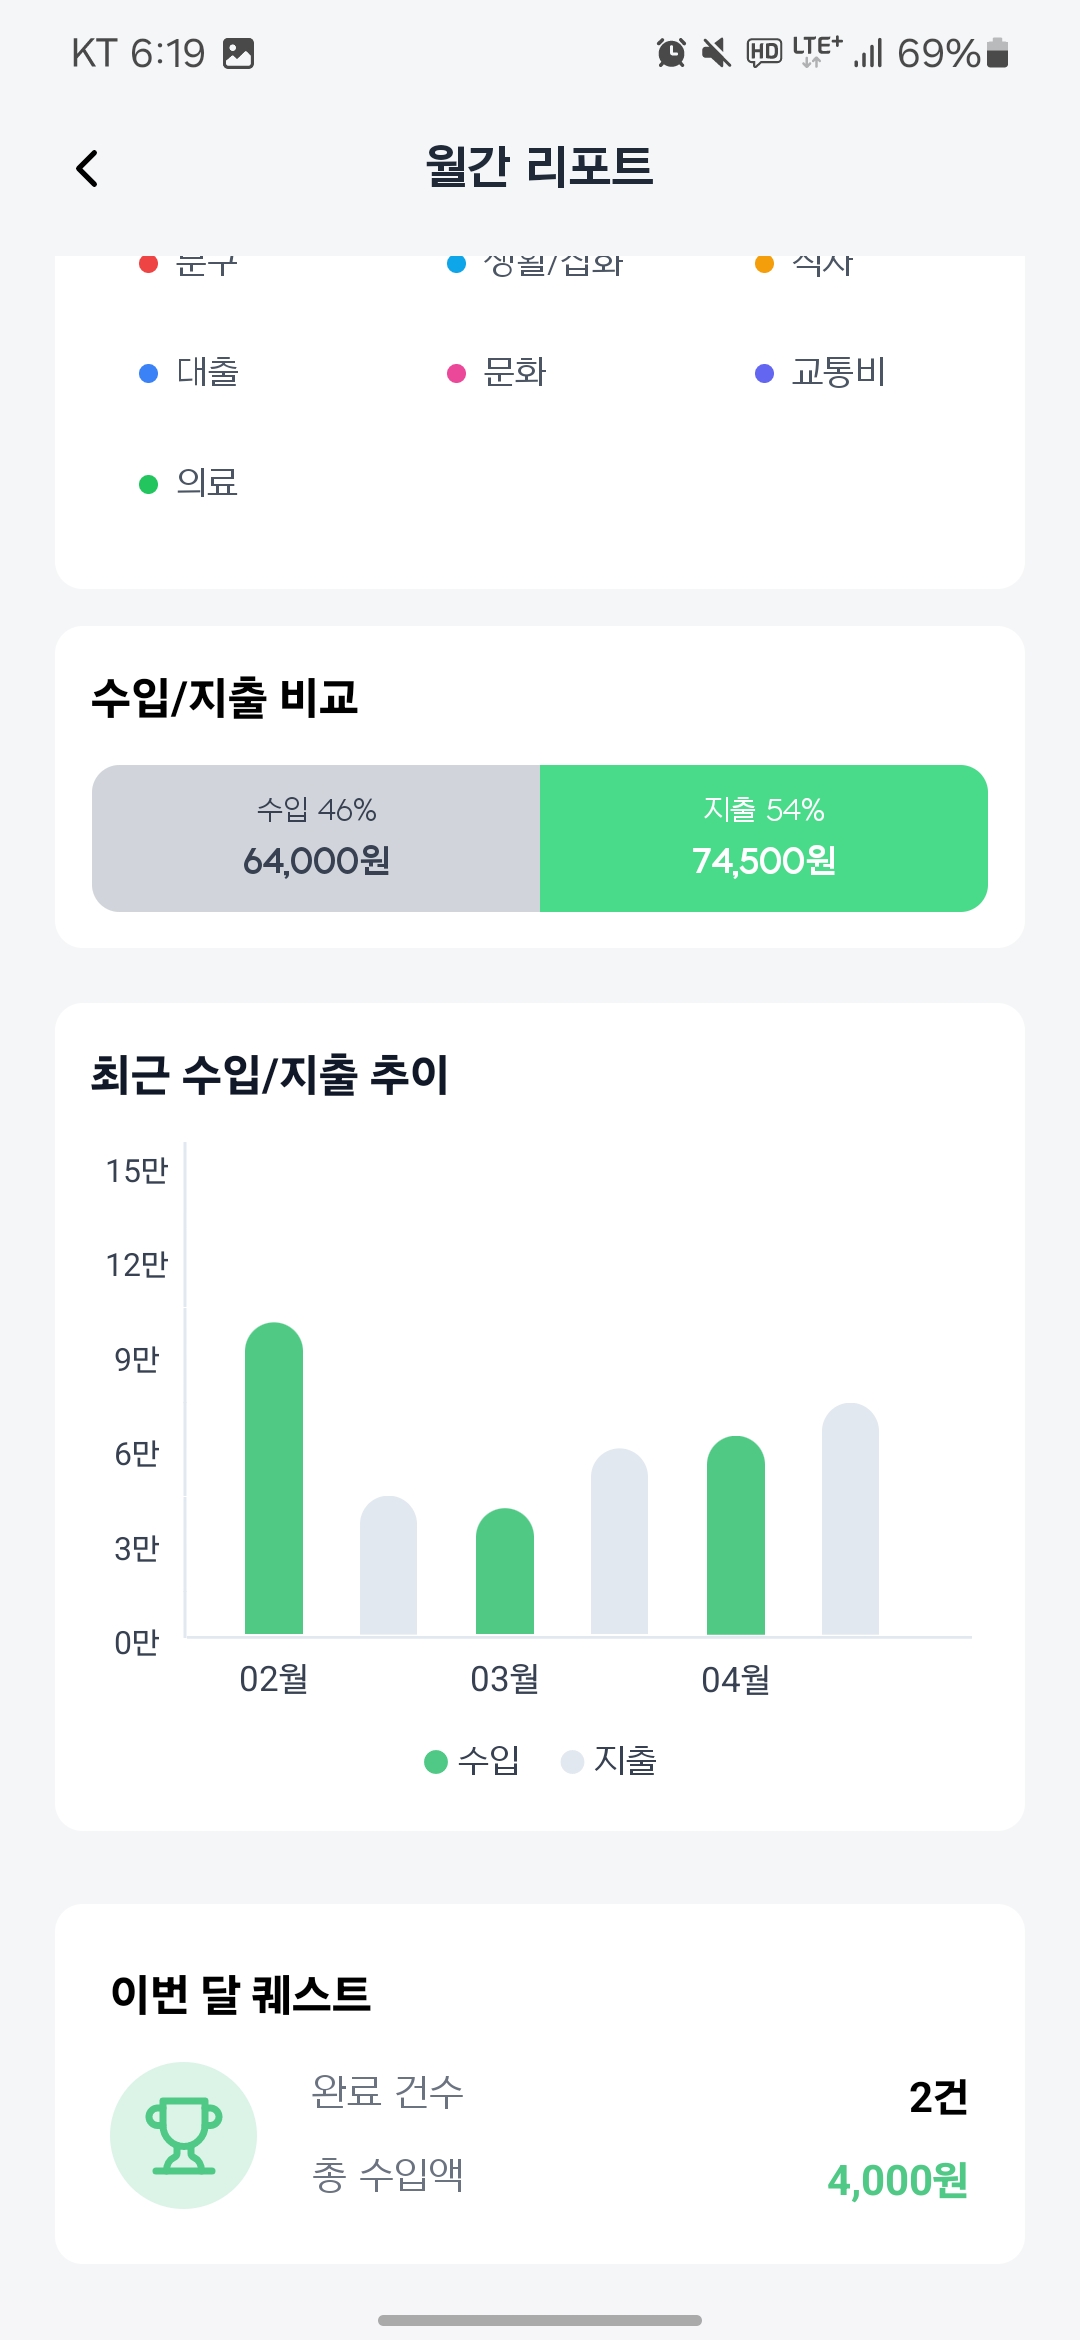 KT 6:19 HD LTE+ 69%
월간 리포트
대출 문화 교통비
의료
수입/지출 비교
수입 46% 지출 54%
64,000원 74,500원
최근 수입/지출 추이
15만
12만
9만
6만
3만
0만
02월 03월 04월
수입 지출
이번 달 퀘스트
완료 건수 2건
총 수입액 4,000원